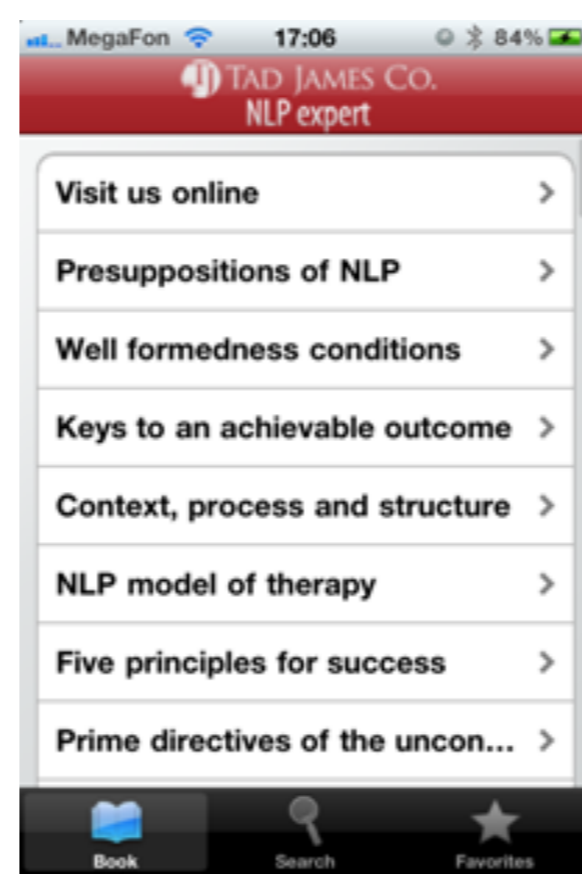 MegaFon 17:06 84%
TAD JAMES CO.
NLP expert
Visit us online
Presuppositions of NLP
Well formedness conditions
Keys to an achievable outcome
Context, process and structure
NLP model of therapy
Five principles for success
Prime directives of the uncon...
Book Search Favorites